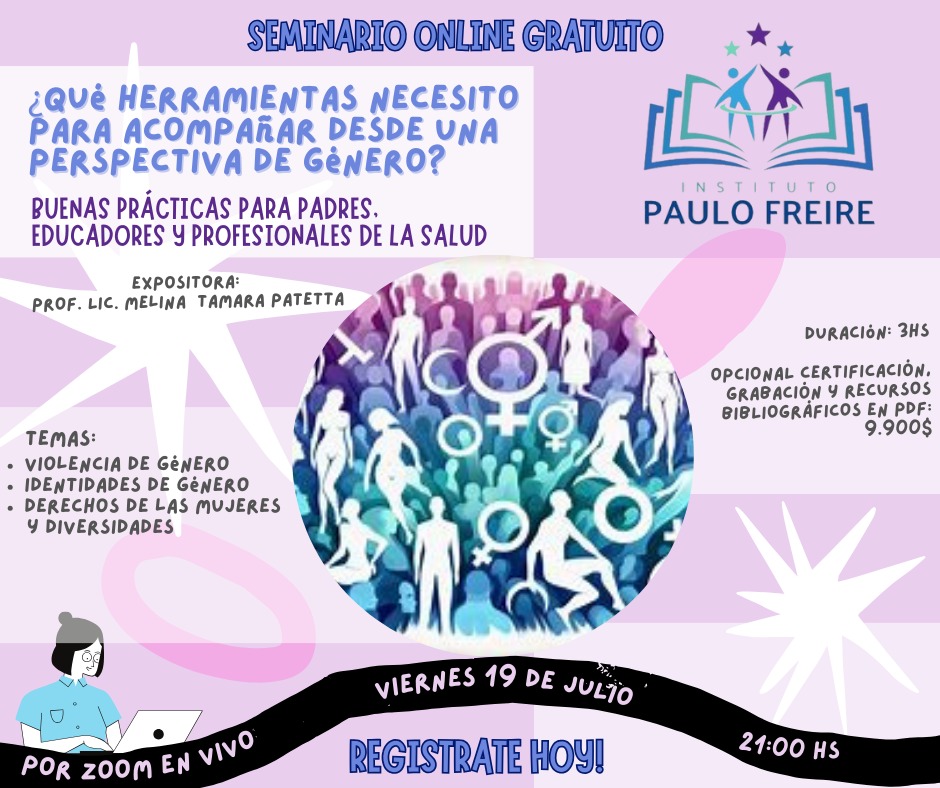 SEMINARIO ONLINE GRATUITO
¿QUÉ HERRAMIENTAS NECESITO
PARA ACOMPAÑAR DESDE UNA
PERSPECTIVA DE GÉNERO?
BUENAS PRÁCTICAS PARA PADRES,
EDUCADORES Y PROFESIONALES DE LA SALUD
INSTITUTO
PAULO FREIRE
EXPOSITORA:
PROF. LIC. MELINA TAMARA PATETTA
DURACIÓN: 3HS
OPCIONAL CERTIFICACIÓN,
GRABACIÓN Y RECURSOS
BIBLIOGRÁFICOS EN PDF:
9.900$
TEMAS:
• VIOLENCIA DE GÉNERO
• IDENTIDADES DE GÉNERO
• DERECHOS DE LAS MUJERES
Y DIVERSIDADES
VIERNES 19 DE JULIO
POR ZOOM EN VIVO
21:00 HS
REGISTRATE HOY!